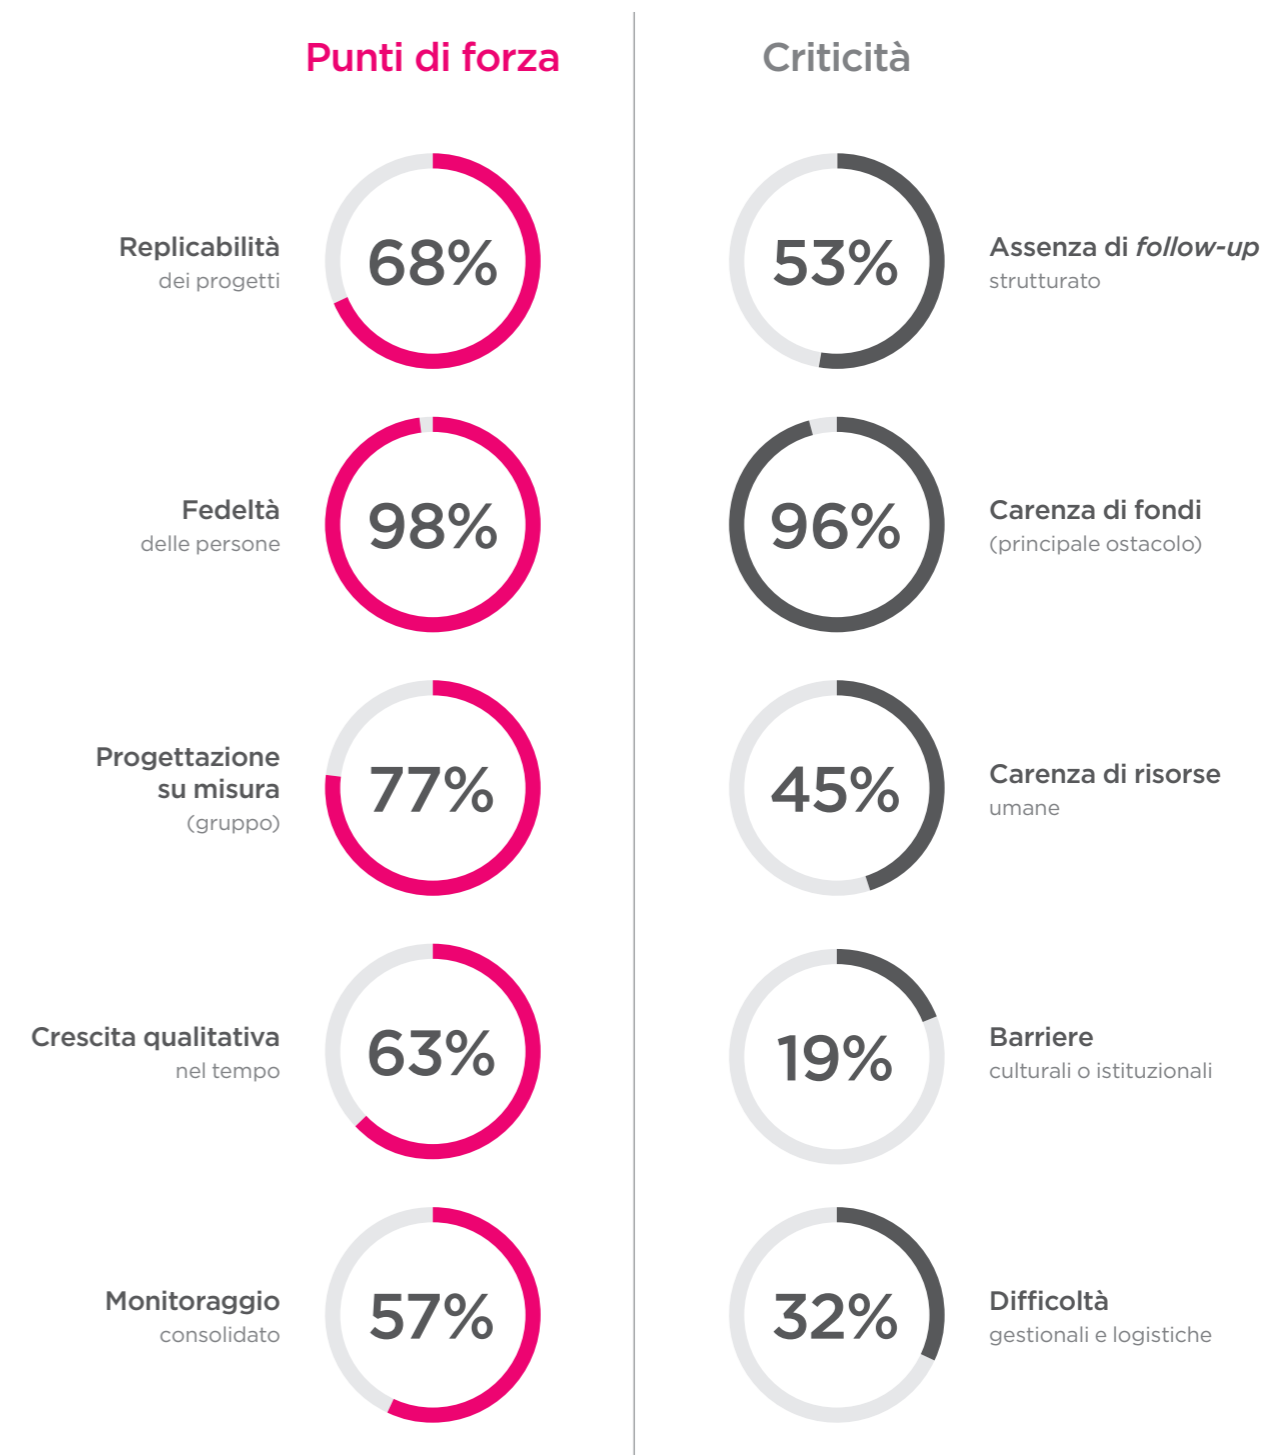 Punti di forza
Replicabilità
dei progetti
68%
Fedeltà
delle persone
98%
Progettazione
su misura
(gruppo)
77%
Crescita qualitativa
nel tempo
63%
Monitoraggio
consolidato
57%
Criticità
53%
Assenza di follow-up
strutturato
96%
Carenza di fondi
(principale ostacolo)
45%
Carenza di risorse
umane
19%
Barriere
culturali o istituzionali
32%
Difficoltà
gestionali e logistiche